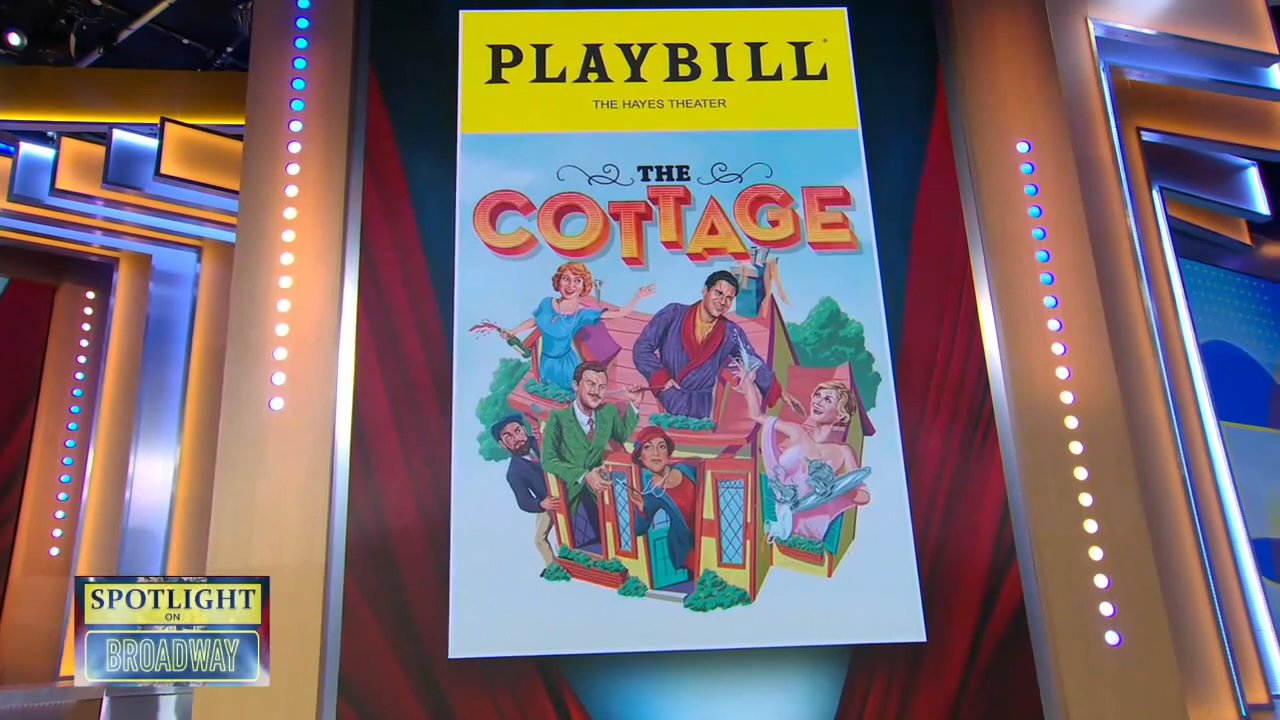 PLAYBILL®
THE HAYES THEATER
THE
COTTAGE
SPOTLIGHT
ON
BROADWAY